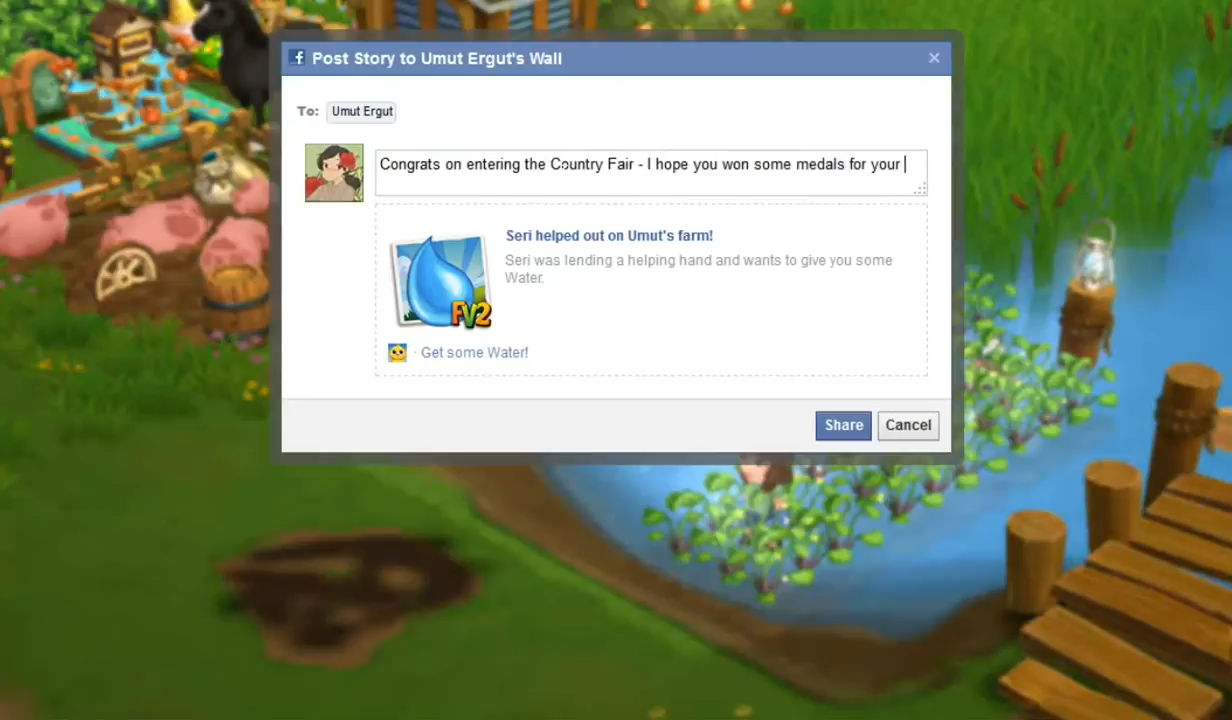 Post Story to Umut Ergut's Wall
To: Umut Ergut
Congrats on entering the Country Fair - I hope you won some medals for your
Seri helped out on Umut's farm!
Seri was lending a helping hand and wants to give you some
Water.
FV2
· Get some Water!
Share Cancel